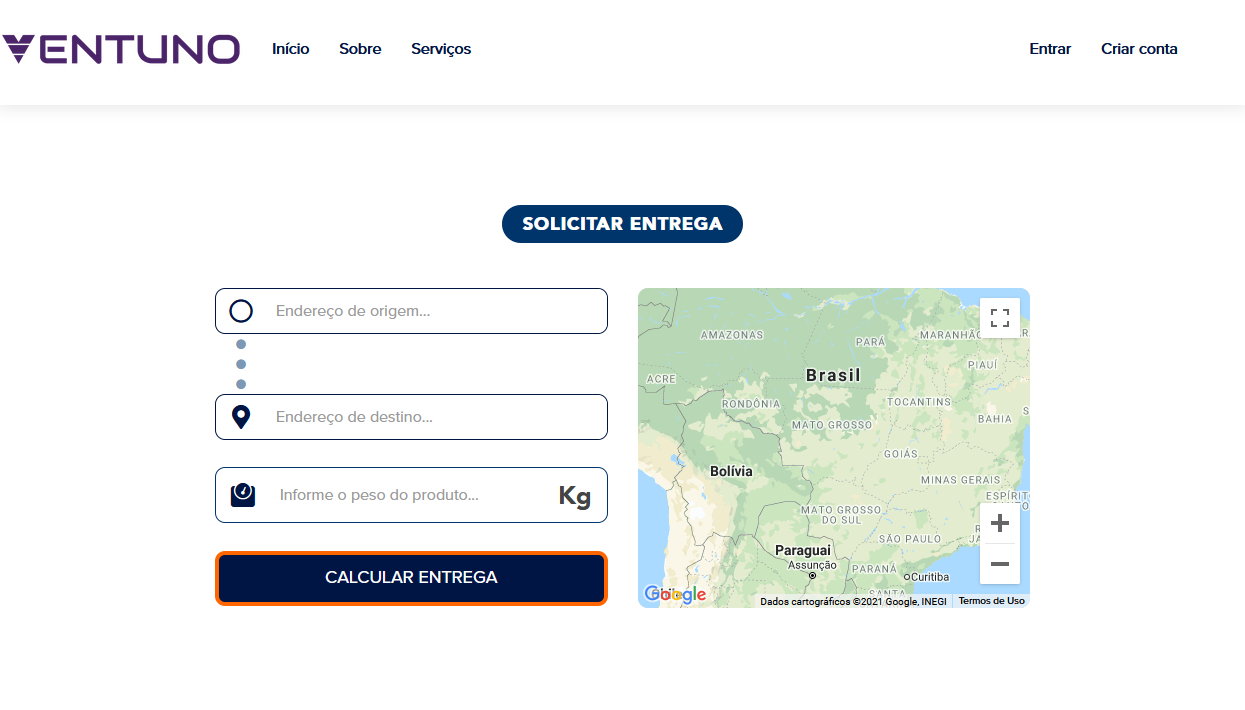 VENTUNO
Início
Sobre
Serviços
Entrar
Criar conta
SOLICITAR ENTREGA
Endereço de origem...
Endereço de destino...
Informe o peso do produto...
Kg
CALCULAR ENTREGA
AMAZONAS
PARÁ
MARANHÃO
PIAUÍ
Brasil
ACRE
RONDÔNIA
TOCANTINS
BAHIA
MATO GROSSO
GOIÁS
Bolívia
MINAS GERAIS
MATO GROSSO
DO SUL
SÃO PAULO
Paraguai
Assunção
PARANÁ
Curitiba
Google
Dados cartográficos ©2021 Google, INEGI
Termos de Uso